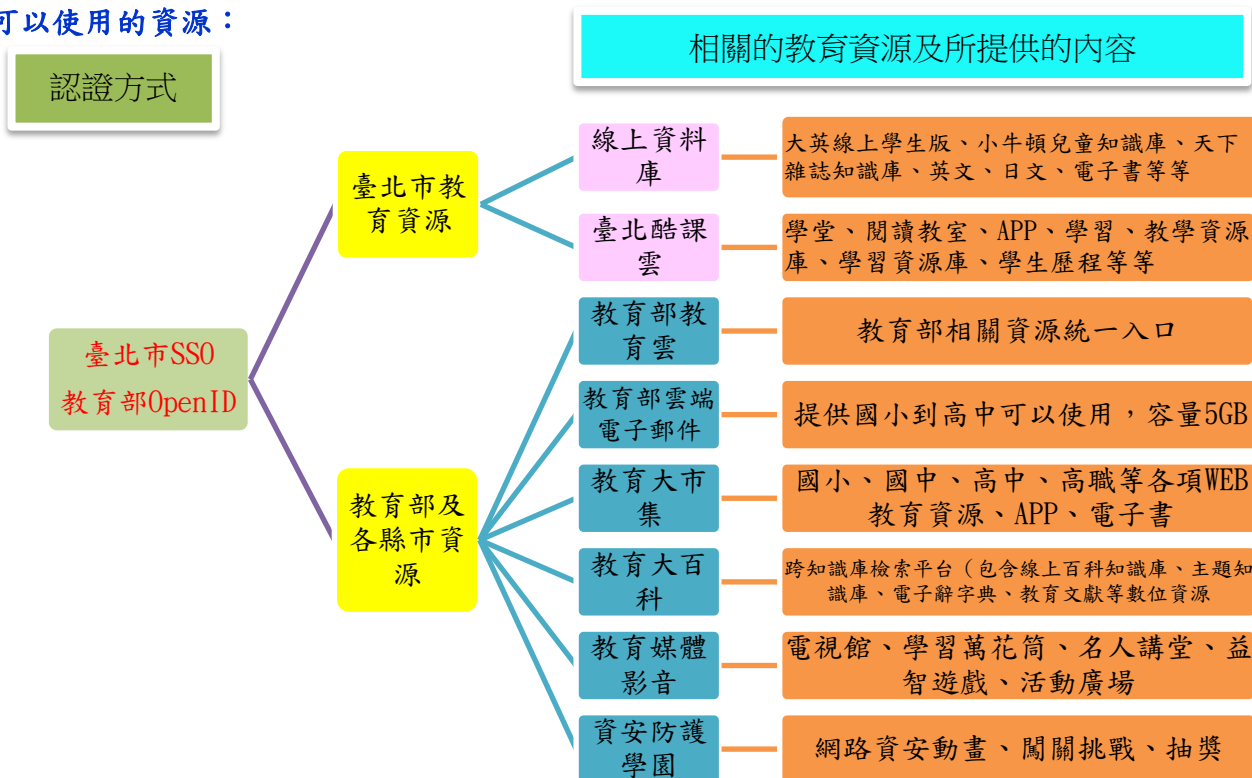 可以使用的資源：
認證方式
相關的教育資源及所提供的內容
臺北市SSO
教育部OpenID
臺北市教
育資源
線上資料
庫
大英線上學生版、小牛頓兒童知識庫、天下
雜誌知識庫、英文、日文、電子書等等
臺北酷課
雲
學堂、閱讀教室、APP、學習、教學資源
庫、學習資源庫、學生歷程等等
教育部及
各縣市資
源
教育部教
育雲
教育部相關資源統一入口
教育部雲端
電子郵件
提供國小到高中可以使用，容量5GB
教育大市
集
國小、國中、高中、高職等各項WEB
教育資源、APP、電子書
教育大百
科
跨知識庫檢索平台（包含線上百科知識庫、主題知
識庫、電子辭字典、教育文獻等數位資源
教育媒體
影音
電視館、學習萬花筒、名人講堂、益
智遊戲、活動廣場
資安防護
學園
網路資安動畫、闖關挑戰、抽獎